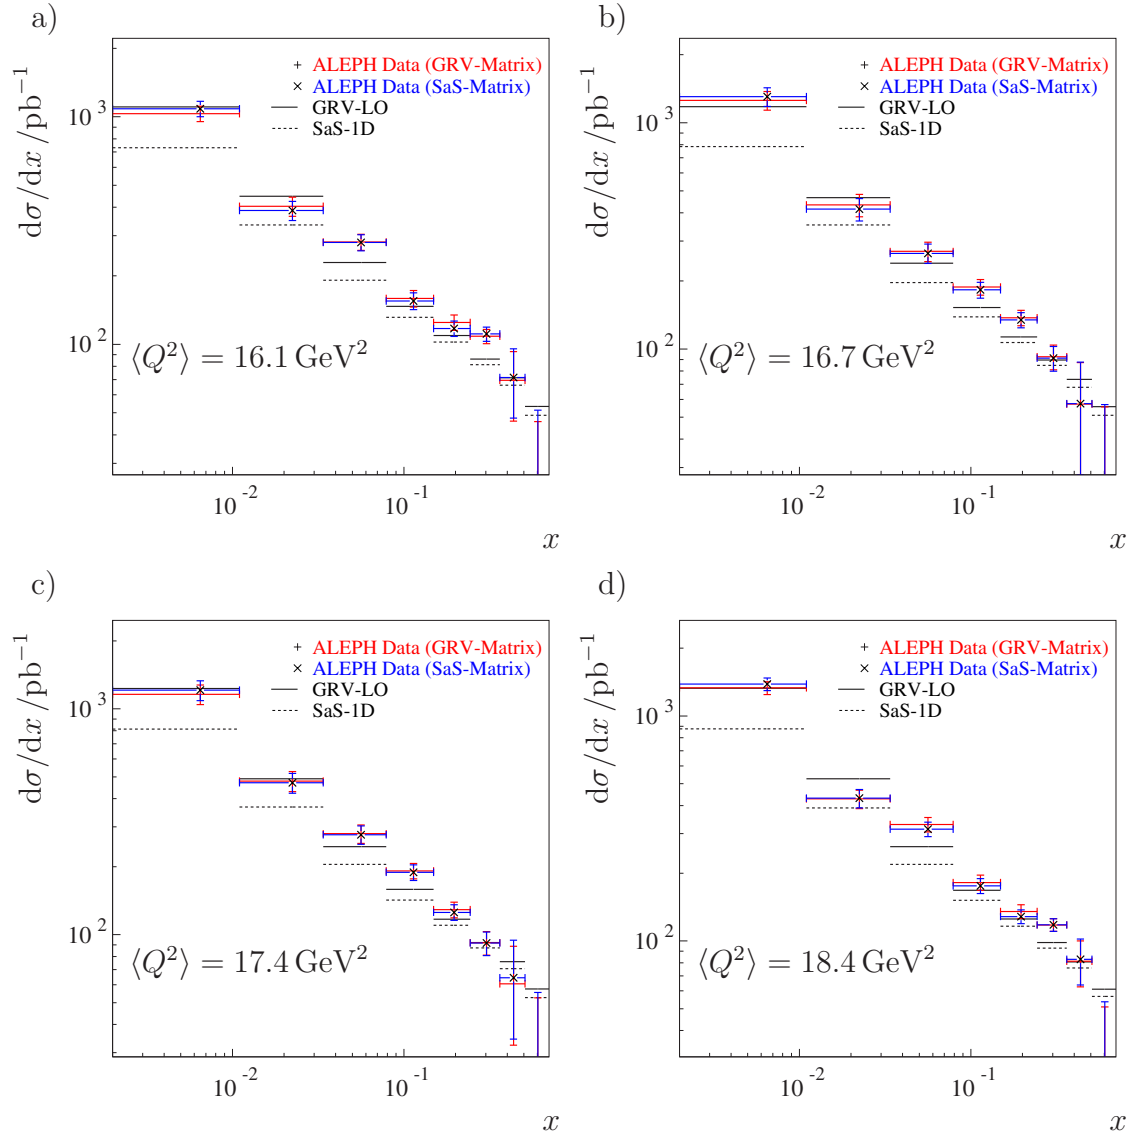 a)
dσ/dx /pb⁻¹
10³
10²
+ ALEPH Data (GRV-Matrix)
× ALEPH Data (SaS-Matrix)
GRV-LO
SaS-1D
⟨Q²⟩ = 16.1 GeV²
10⁻² 10⁻¹
x
b)
dσ/dx /pb⁻¹
10³
10²
+ ALEPH Data (GRV-Matrix)
× ALEPH Data (SaS-Matrix)
GRV-LO
SaS-1D
⟨Q²⟩ = 16.7 GeV²
10⁻² 10⁻¹
x
c)
dσ/dx /pb⁻¹
10³
10²
+ ALEPH Data (GRV-Matrix)
× ALEPH Data (SaS-Matrix)
GRV-LO
SaS-1D
⟨Q²⟩ = 17.4 GeV²
10⁻² 10⁻¹
x
d)
dσ/dx /pb⁻¹
10³
10²
+ ALEPH Data (GRV-Matrix)
× ALEPH Data (SaS-Matrix)
GRV-LO
SaS-1D
⟨Q²⟩ = 18.4 GeV²
10⁻² 10⁻¹
x